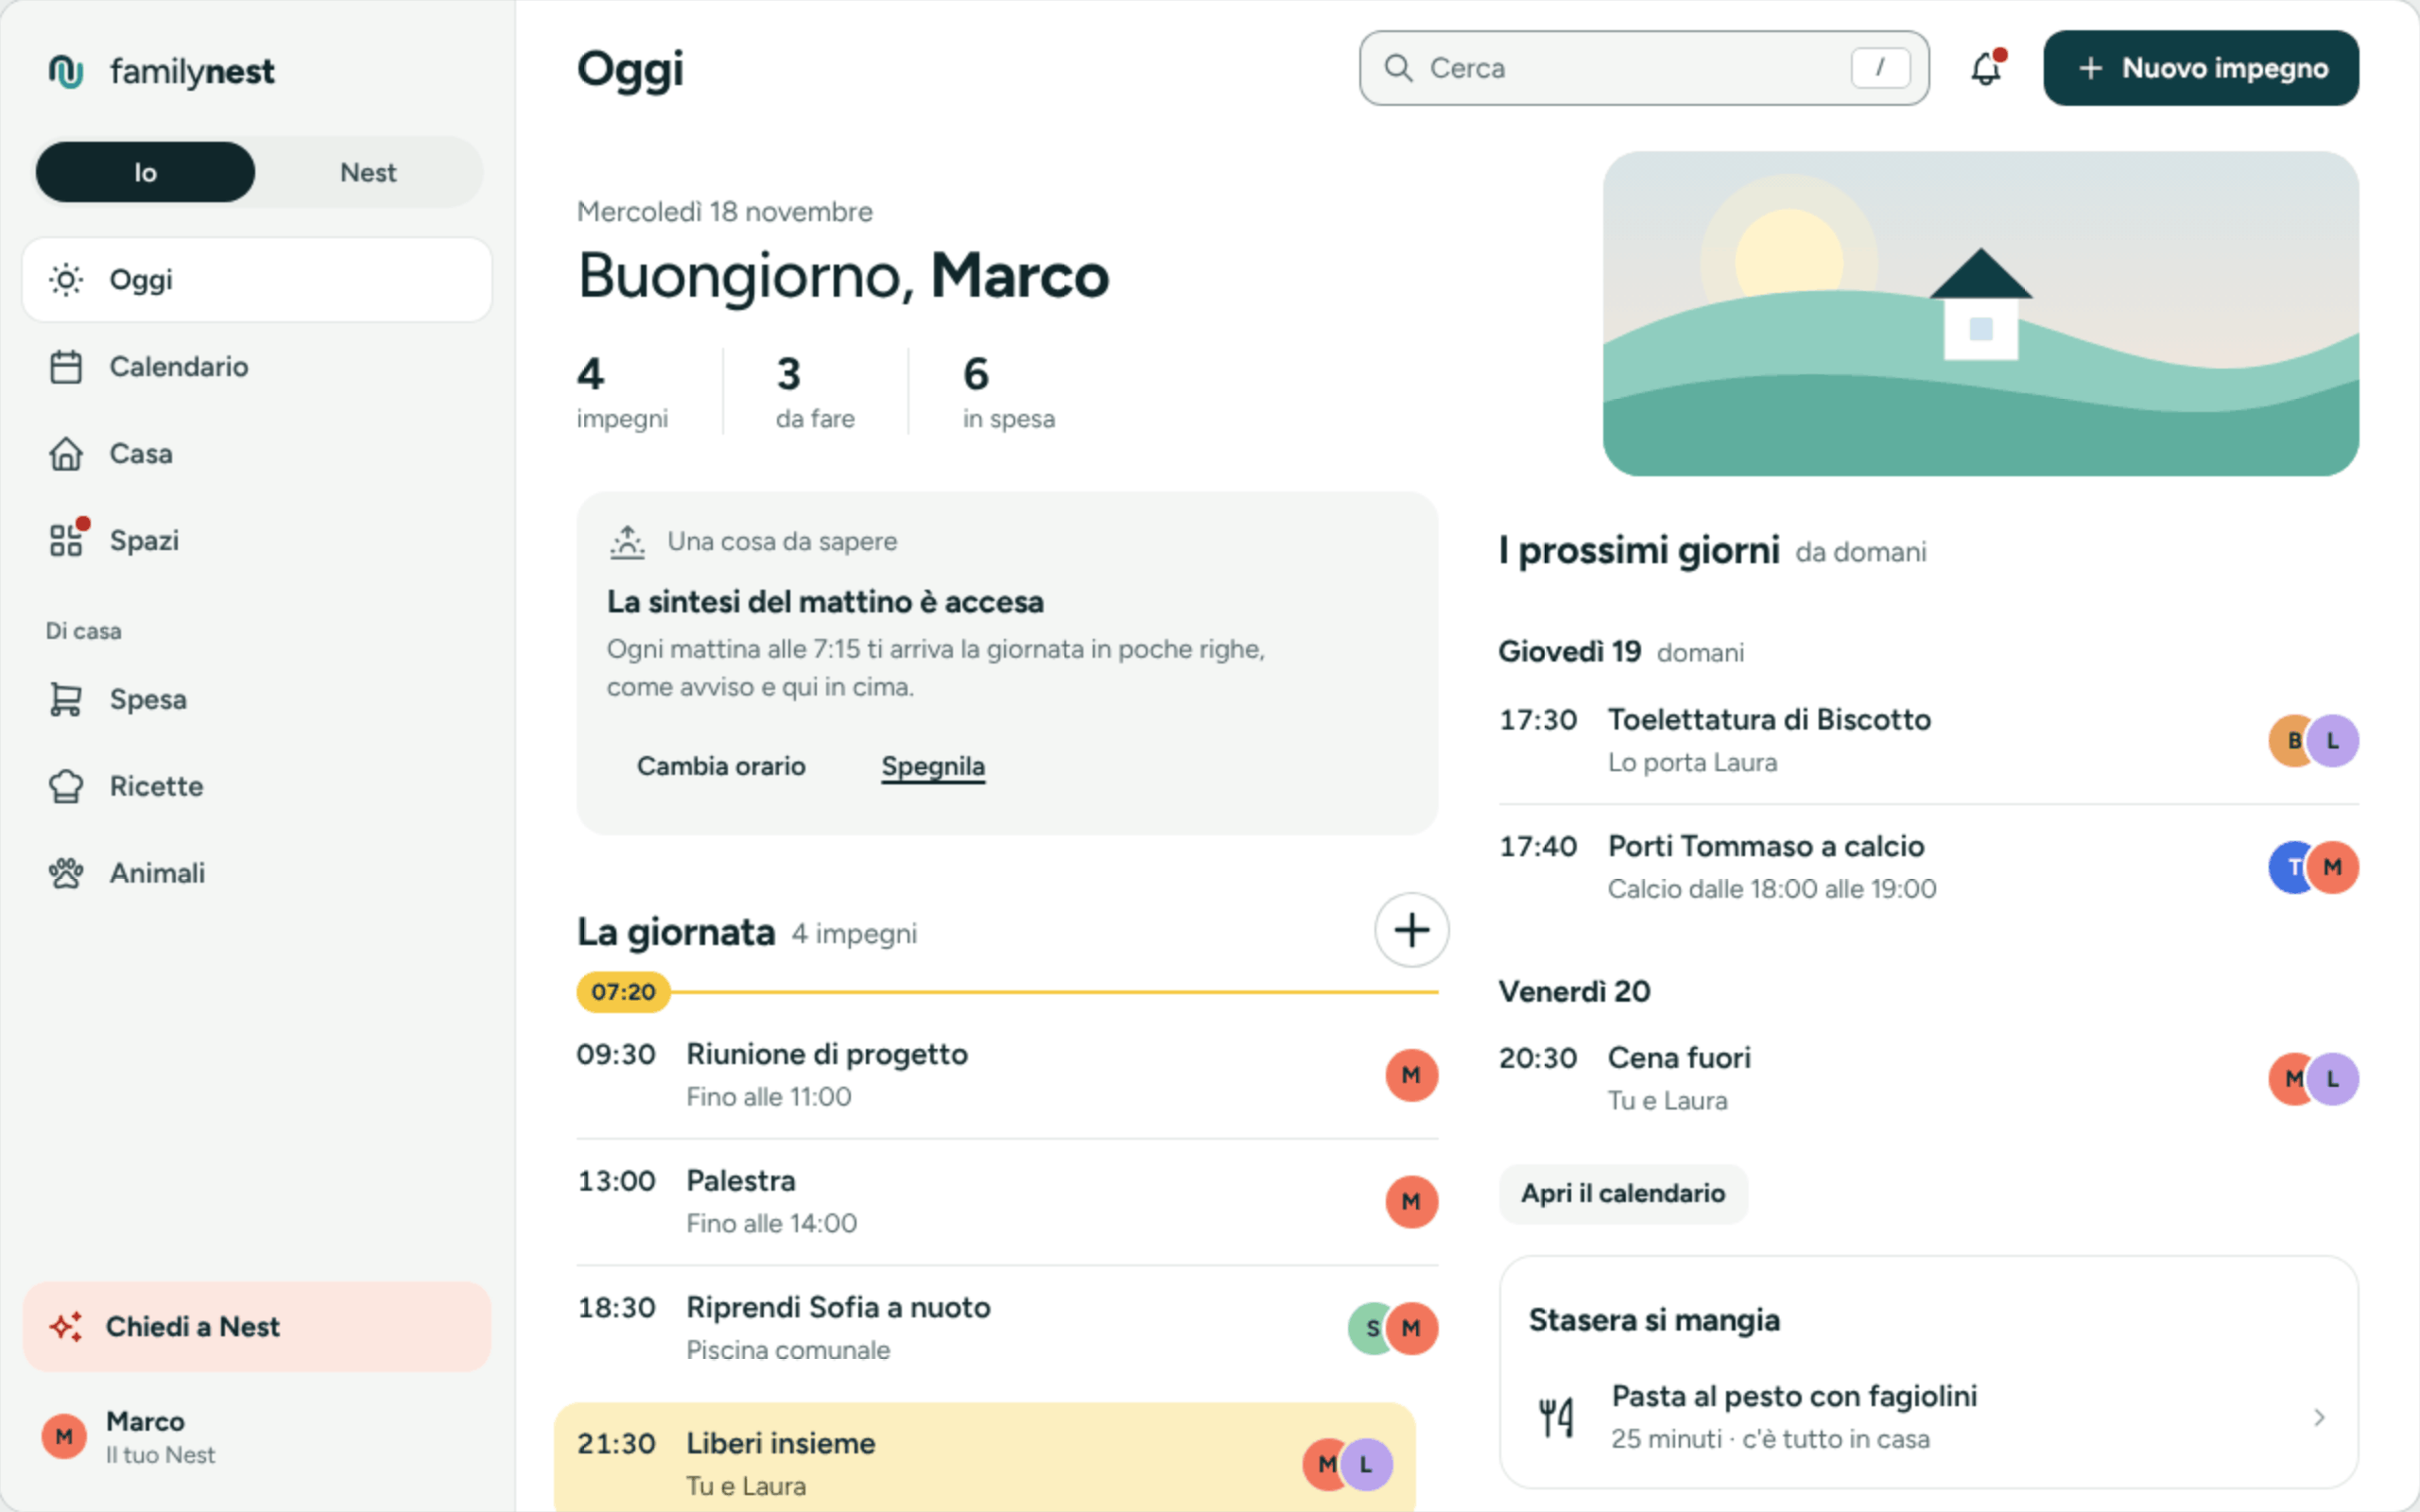 familynest
Io
Nest
Oggi
Calendario
Casa
Spazi
Di casa
Spesa
Ricette
Animali
Chiedi a Nest
M
Marco
Il tuo Nest
Oggi
Cerca
/
+ Nuovo impegno
Mercoledì 18 novembre
Buongiorno, Marco
4
impegni
3
da fare
6
in spesa
Una cosa da sapere
La sintesi del mattino è accesa
Ogni mattina alle 7:15 ti arriva la giornata in poche righe,
come avviso e qui in cima.
Cambia orario
Spegnila
La giornata 4 impegni
07:20
09:30 Riunione di progetto
Fino alle 11:00
M
13:00 Palestra
Fino alle 14:00
M
18:30 Riprendi Sofia a nuoto
Piscina comunale
S M
21:30 Liberi insieme
Tu e Laura
M L
I prossimi giorni da domani
Giovedì 19 domani
17:30 Toelettatura di Biscotto
Lo porta Laura
B L
17:40 Porti Tommaso a calcio
Calcio dalle 18:00 alle 19:00
T M
Venerdì 20
20:30 Cena fuori
Tu e Laura
M L
Apri il calendario
Stasera si mangia
Pasta al pesto con fagiolini
25 minuti · c'è tutto in casa